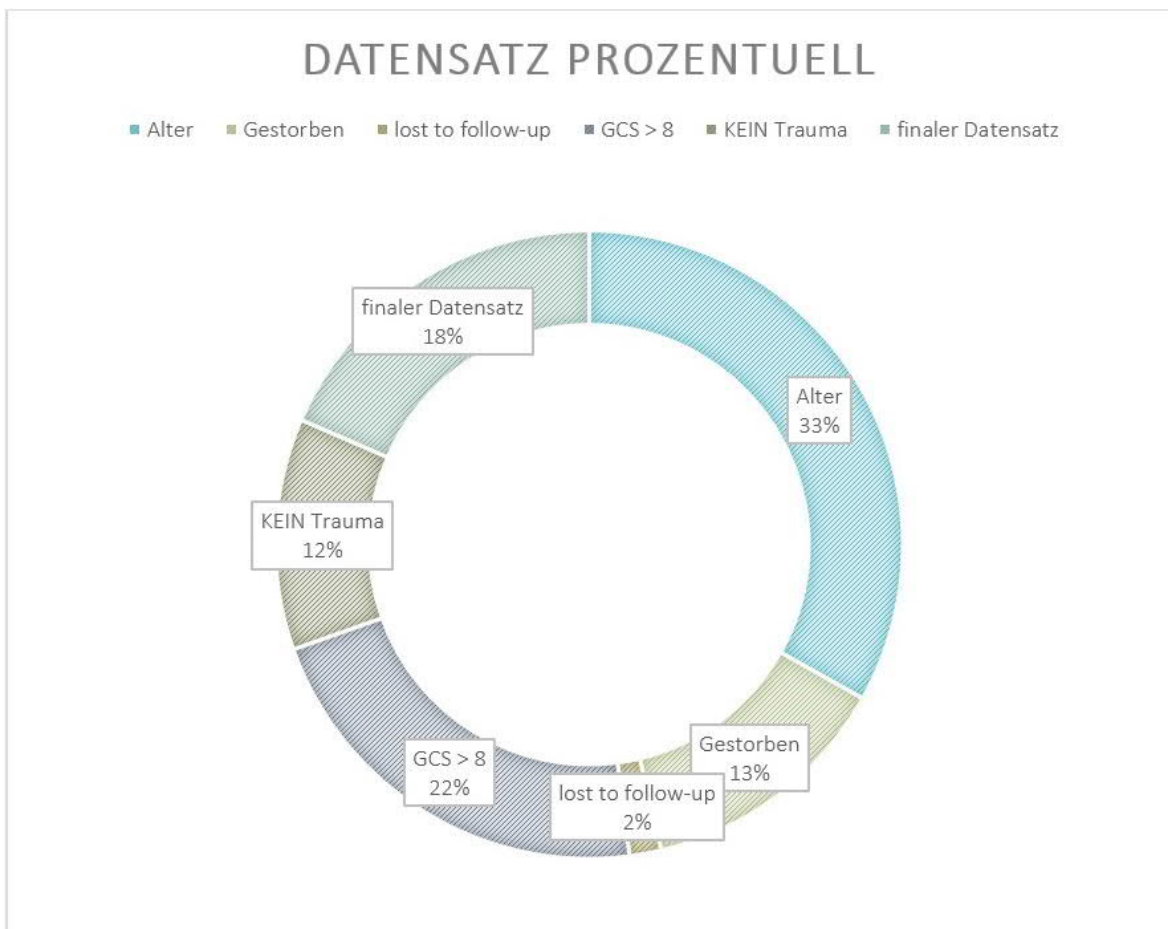 DATENSATZ PROZENTUELL
Alter Gestorben lost to follow-up GCS > 8 KEIN Trauma finaler Datensatz
finaler Datensatz
18%
Alter
33%
KEIN Trauma
12%
Gestorben
13%
GCS > 8
22%
lost to follow-up
2%